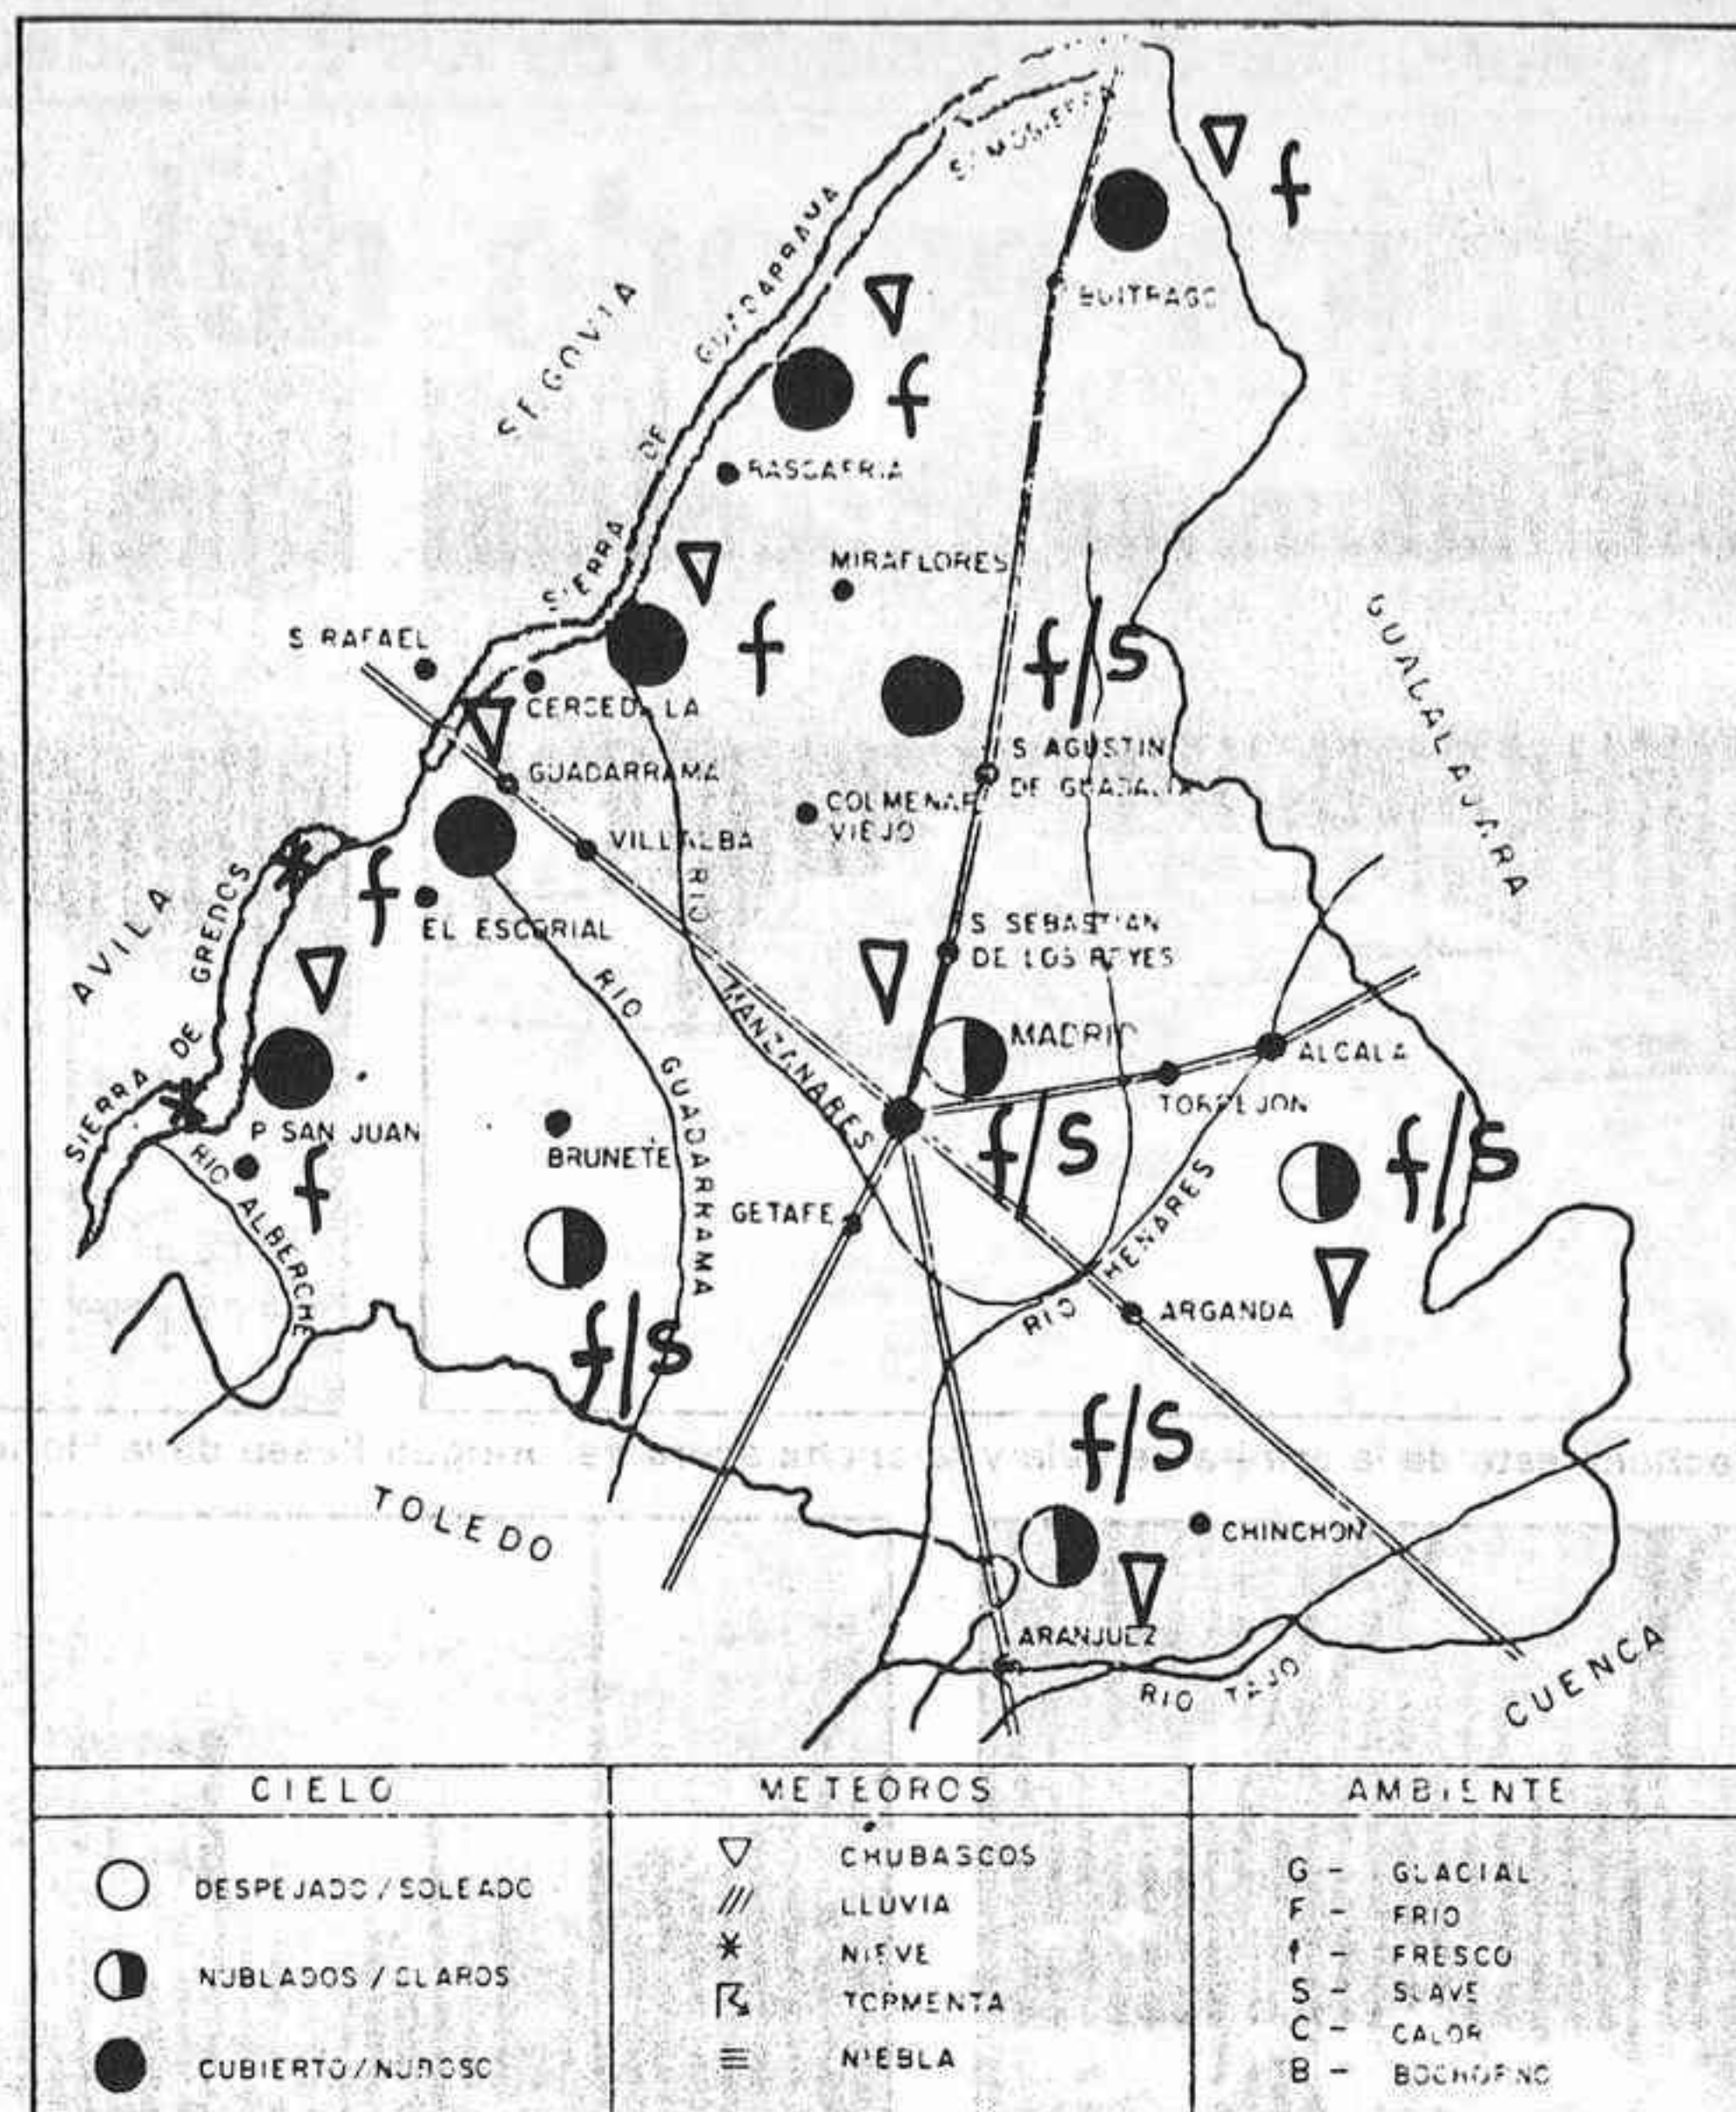 f
SEGOVIA
SIERRA DE GUADARRAMA
BUITRAGO
f
RASCAFRIA
MIRAFLORES
S RAFAEL
f
f/S
CERCEDILLA
GUADALAJARA
S AGUSTIN
DE GUADALIX
GUADARRAMA
COLMENAR
VIEJO
VILLALBA
f
EL ESCORIAL
AVILA
SIERRA DE GREDOS
S SEBASTIAN
DE LOS REYES
RIO MANZANARES
RIO GUADARRAMA
MADRID
ALCALA
TORREJON
P SAN JUAN
f
BRUNETE
f/S
f/S
GETAFE
RIO ALBERCHE
RIO HENARES
ARGANDA
f/S
f/S
TOLEDO
CHINCHON
ARANJUEZ
RIO TAJO
CUENCA
CIELO
DESPEJADO / SOLEADO
NUBLADOS / CLAROS
CUBIERTO / NUBOSO
METEOROS
CHUBASCOS
LLUVIA
NIEVE
TORMENTA
NIEBLA
AMBIENTE
G - GLACIAL
F - FRIO
f - FRESCO
S - SUAVE
C - CALOR
B - BOCHORNO